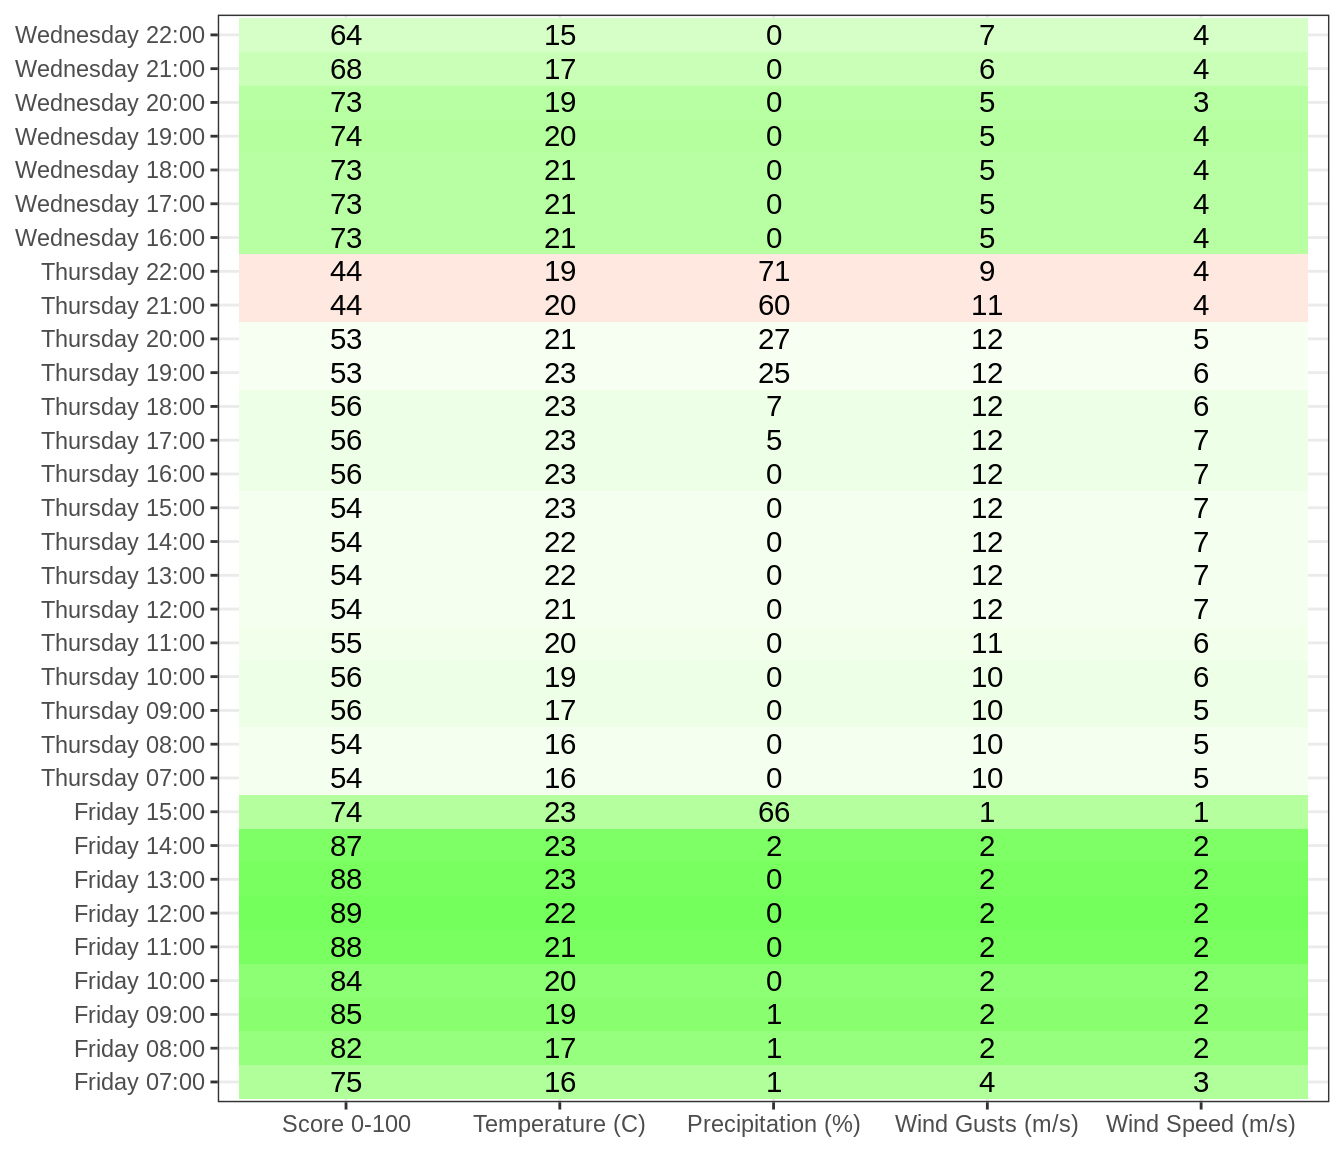 Wednesday 22:00 64 15 0 7 4
Wednesday 21:00 68 17 0 6 4
Wednesday 20:00 73 19 0 5 3
Wednesday 19:00 74 20 0 5 4
Wednesday 18:00 73 21 0 5 4
Wednesday 17:00 73 21 0 5 4
Wednesday 16:00 73 21 0 5 4
Thursday 22:00 44 19 71 9 4
Thursday 21:00 44 20 60 11 4
Thursday 20:00 53 21 27 12 5
Thursday 19:00 53 23 25 12 6
Thursday 18:00 56 23 7 12 6
Thursday 17:00 56 23 5 12 7
Thursday 16:00 56 23 0 12 7
Thursday 15:00 54 23 0 12 7
Thursday 14:00 54 22 0 12 7
Thursday 13:00 54 22 0 12 7
Thursday 12:00 54 21 0 12 7
Thursday 11:00 55 20 0 11 6
Thursday 10:00 56 19 0 10 6
Thursday 09:00 56 17 0 10 5
Thursday 08:00 54 16 0 10 5
Thursday 07:00 54 16 0 10 5
Friday 15:00 74 23 66 1 1
Friday 14:00 87 23 2 2 2
Friday 13:00 88 23 0 2 2
Friday 12:00 89 22 0 2 2
Friday 11:00 88 21 0 2 2
Friday 10:00 84 20 0 2 2
Friday 09:00 85 19 1 2 2
Friday 08:00 82 17 1 2 2
Friday 07:00 75 16 1 4 3
Score 0-100 Temperature (C) Precipitation (%) Wind Gusts (m/s) Wind Speed (m/s)